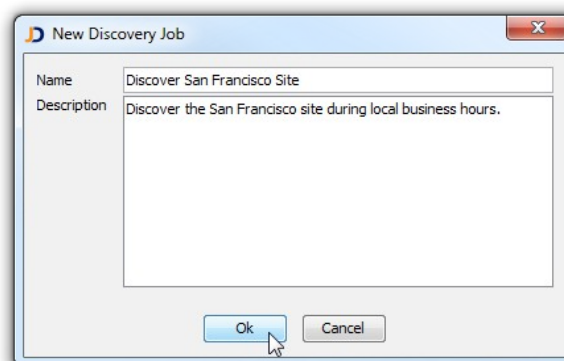 New Discovery Job
Name
Discover San Francisco Site
Description
Discover the San Francisco site during local business hours.
Ok
Cancel